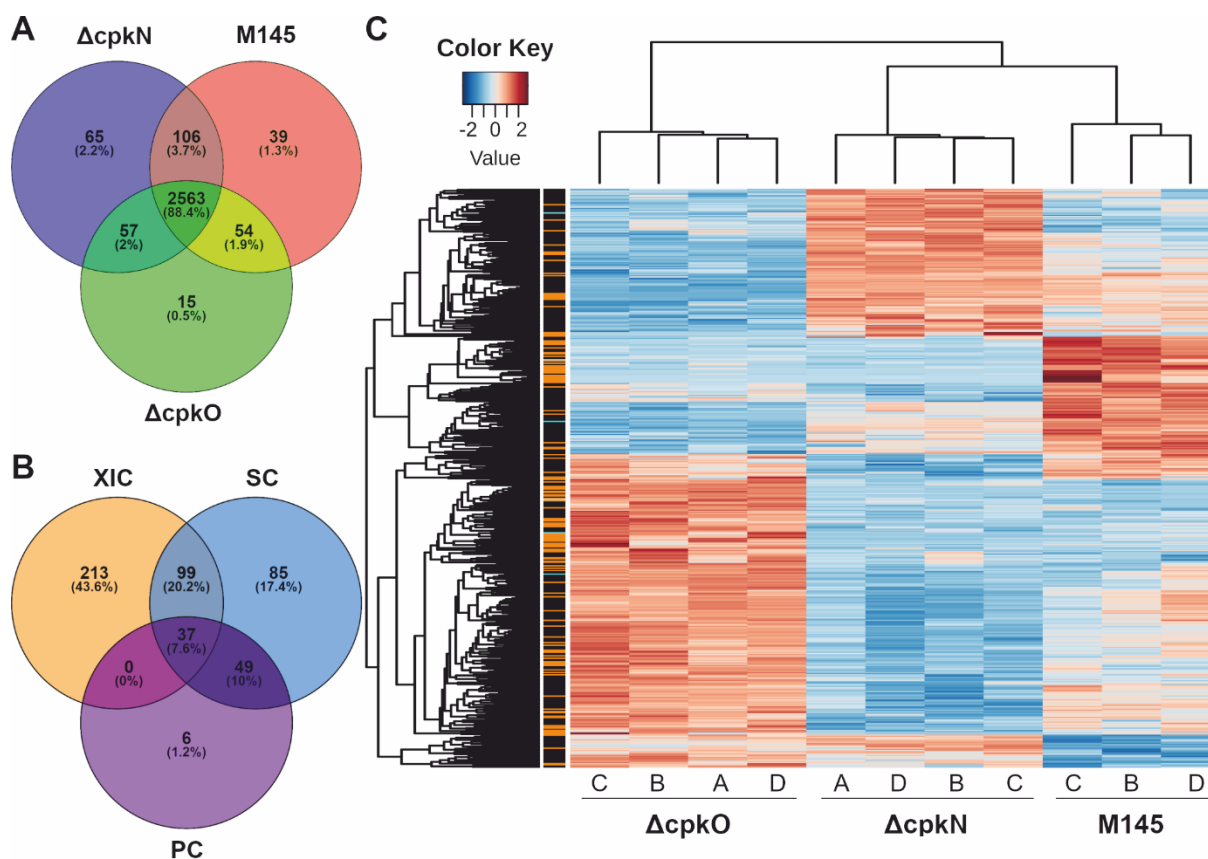 A
ΔcpkN
M145
65
(2.2%)
106
(3.7%)
39
(1.3%)
2563
(88.4%)
57
(2%)
54
(1.9%)
15
(0.5%)
ΔcpkO
B
XIC
SC
213
(43.6%)
99
(20.2%)
85
(17.4%)
37
(7.6%)
0
(0%)
49
(10%)
6
(1.2%)
PC
C
Color Key
-2 0 2
Value
C B A D A D B C C B D
ΔcpkO ΔcpkN M145